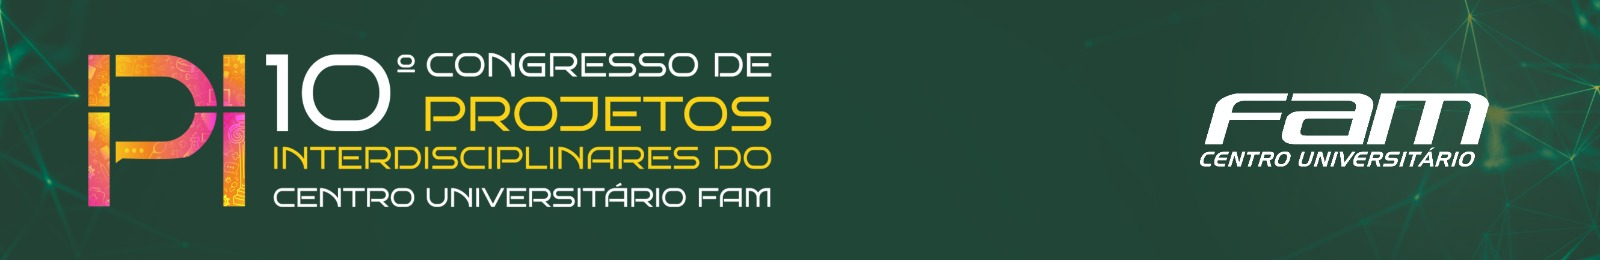 PI
10º CONGRESSO DE
PROJETOS
INTERDISCIPLINARES DO
CENTRO UNIVERSITÁRIO FAM
Fam
CENTRO UNIVERSITÁRIO